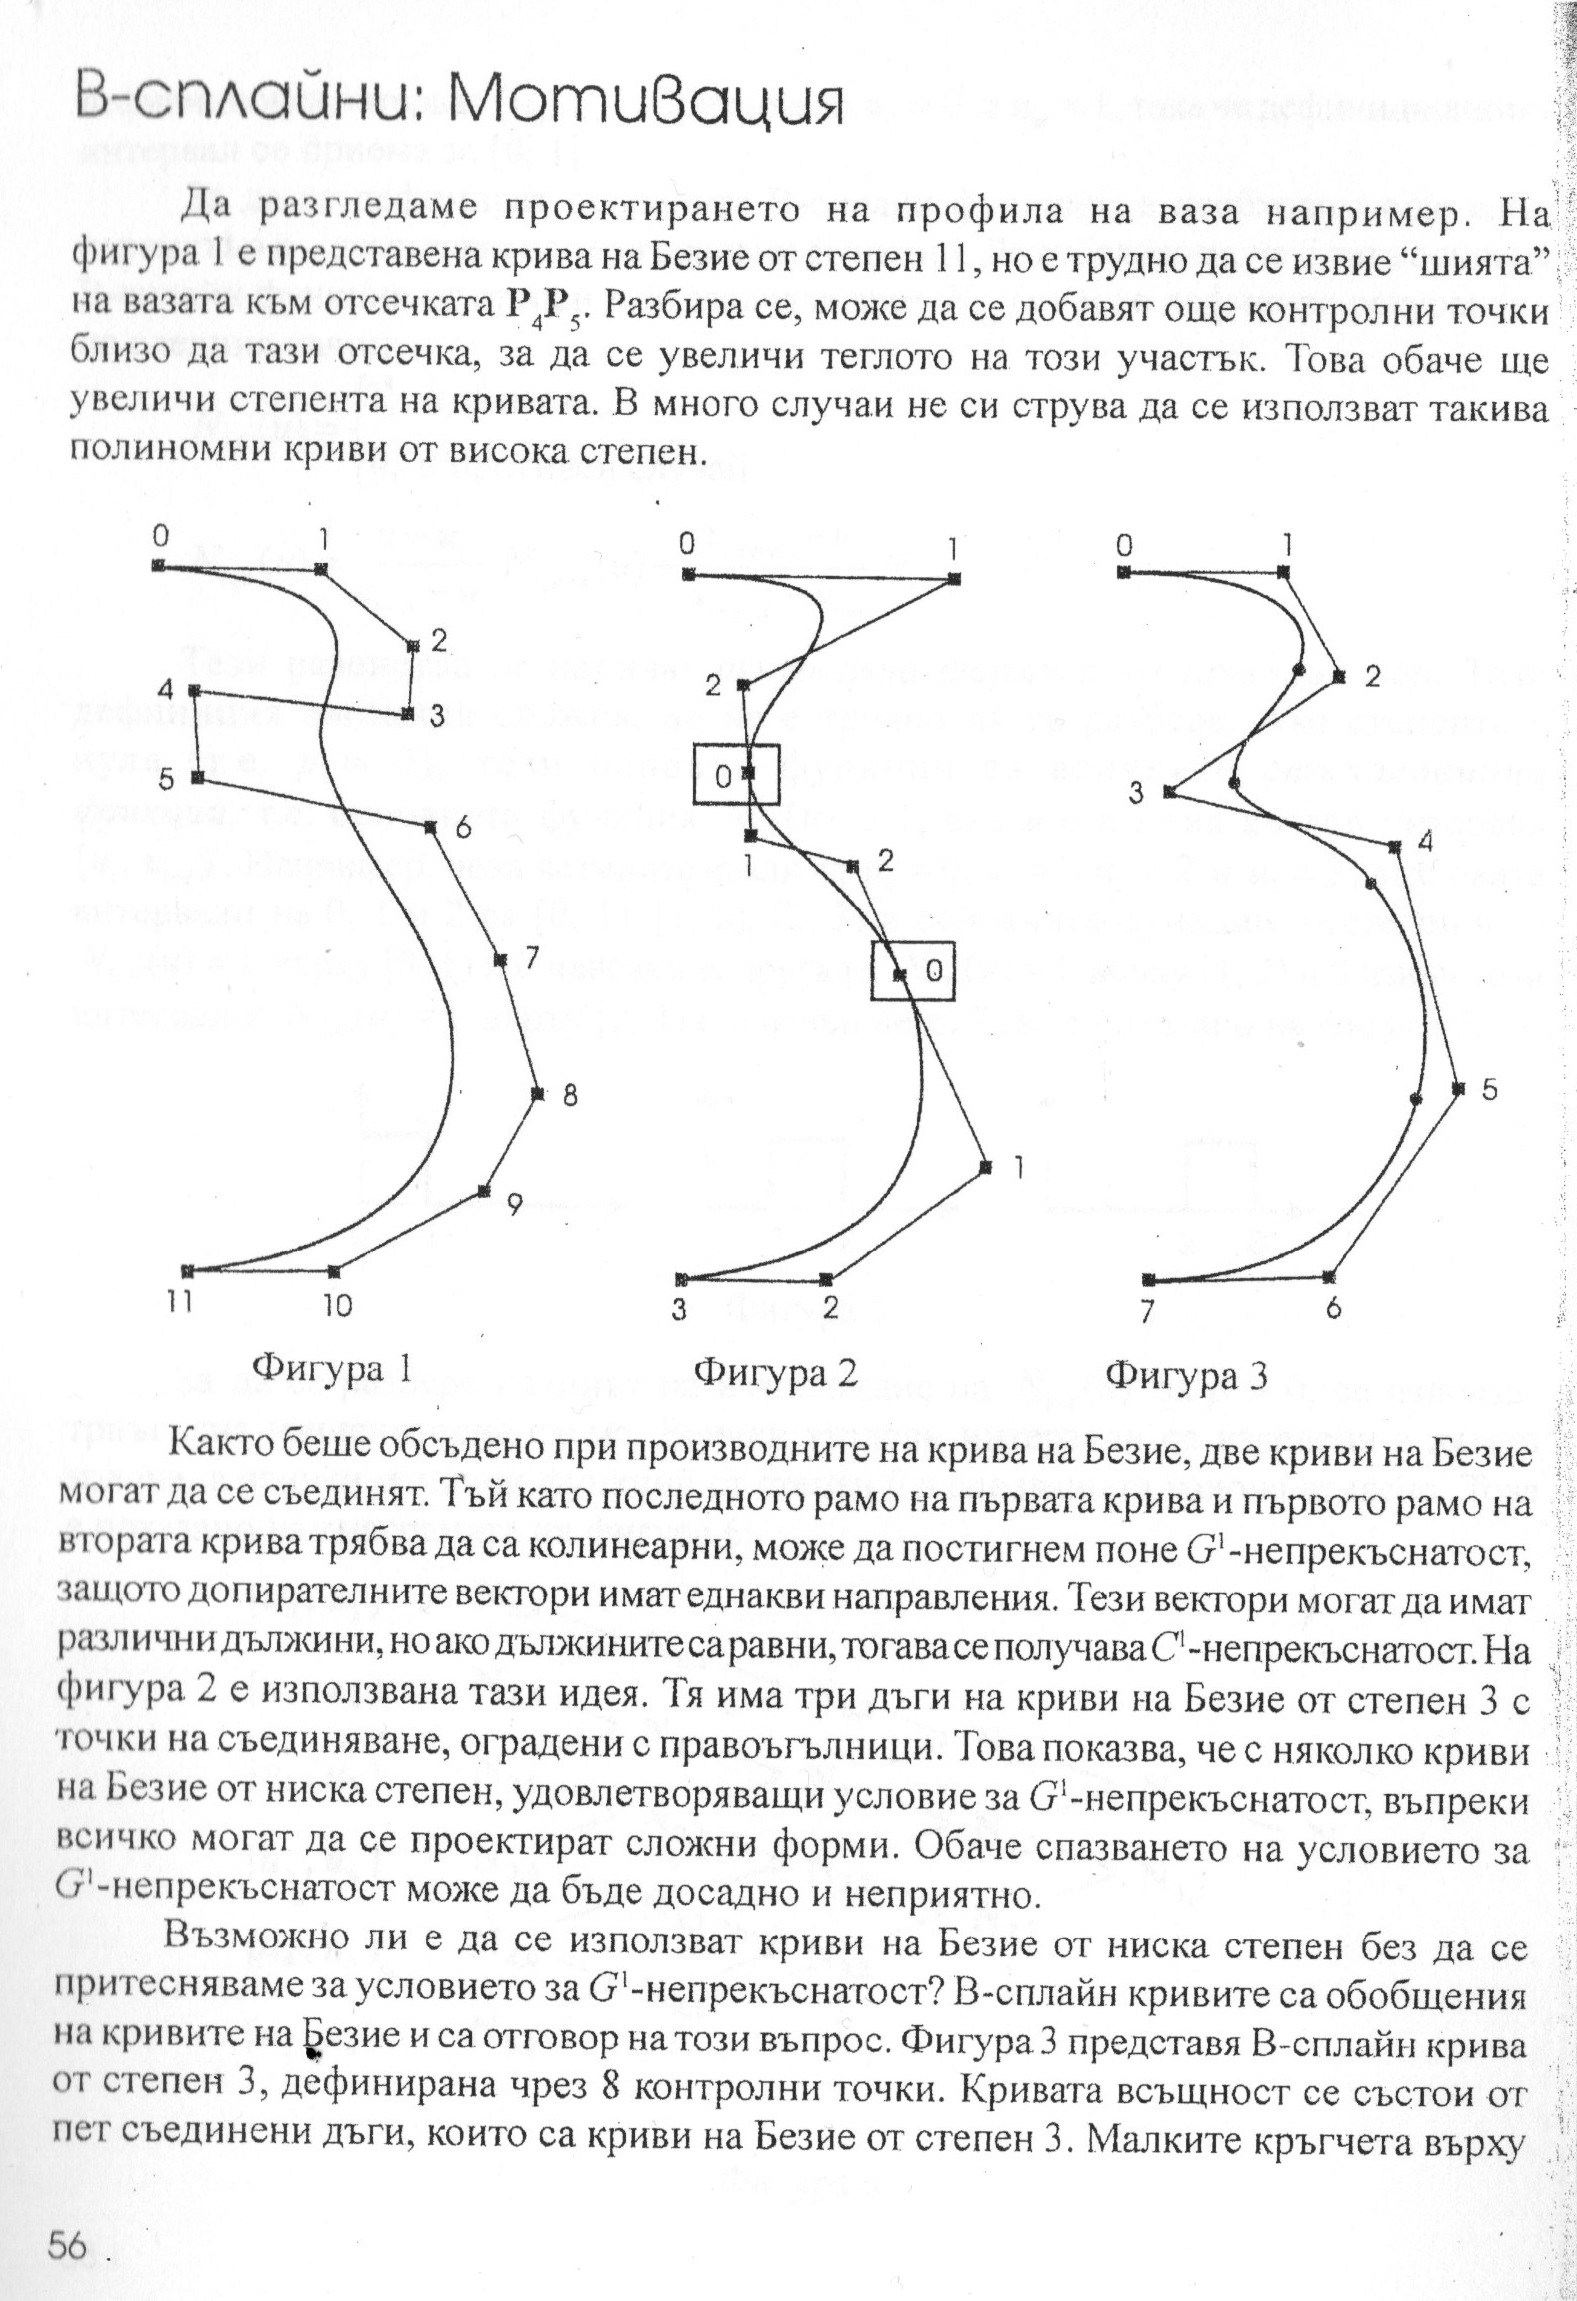 В-сплайни: Мотивация
Да разгледаме проектирането на профила на ваза например. На
фигура 1 е представена крива на Безие от степен 11, но е трудно да се извие “шията”
на вазата към отсечката P₄P₅. Разбира се, може да се добавят още контролни точки
близо да тази отсечка, за да се увеличи теглото на този участък. Това обаче ще
увеличи степента на кривата. В много случаи не си струва да се използват такива
полиномни криви от висока степен.
0 1 2 3 4 5 6 7 8 9 10 11
0 1 2 0 1 2 0 1 2 3
0 1 2 3 4 5 6 7
Фигура 1
Фигура 2
Фигура 3
Както беше обсъдено при производните на крива на Безие, две криви на Безие
могат да се съединят. Тъй като последното рамо на първата крива и първото рамо на
втората крива трябва да са колинеарни, може да постигнем поне G¹-непрекъснатост,
защото допирателните вектори имат еднакви направления. Тези вектори могат да имат
различни дължини, но ако дължините са равни, тогава се получава C¹-непрекъснатост. На
фигура 2 е използвана тази идея. Тя има три дъги на криви на Безие от степен 3 с
точки на съединяване, оградени с правоъгълници. Това показва, че с няколко криви
на Безие от ниска степен, удовлетворяващи условие за G¹-непрекъснатост, въпреки
всичко могат да се проектират сложни форми. Обаче спазването на условието за
G¹-непрекъснатост може да бъде досадно и неприятно.
Възможно ли е да се използват криви на Безие от ниска степен без да се
притесняваме за условието за G¹-непрекъснатост? В-сплайн кривите са обобщения
на кривите на Безие и са отговор на този въпрос. Фигура 3 представя В-сплайн крива
от степен 3, дефинирана чрез 8 контролни точки. Кривата всъщност се състои от
пет съединени дъги, които са криви на Безие от степен 3. Малките кръгчета върху
56